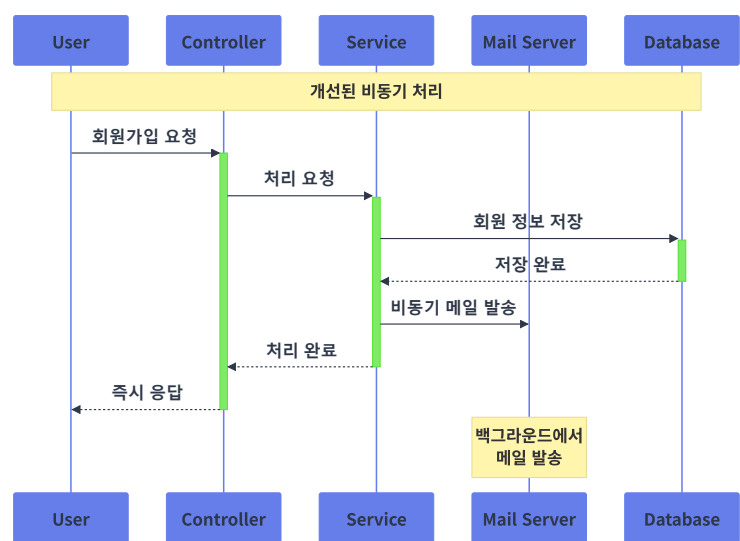 User
Controller
Service
Mail Server
Database
개선된 비동기 처리
회원가입 요청
처리 요청
회원 정보 저장
저장 완료
비동기 메일 발송
처리 완료
즉시 응답
백그라운드에서
메일 발송
User
Controller
Service
Mail Server
Database